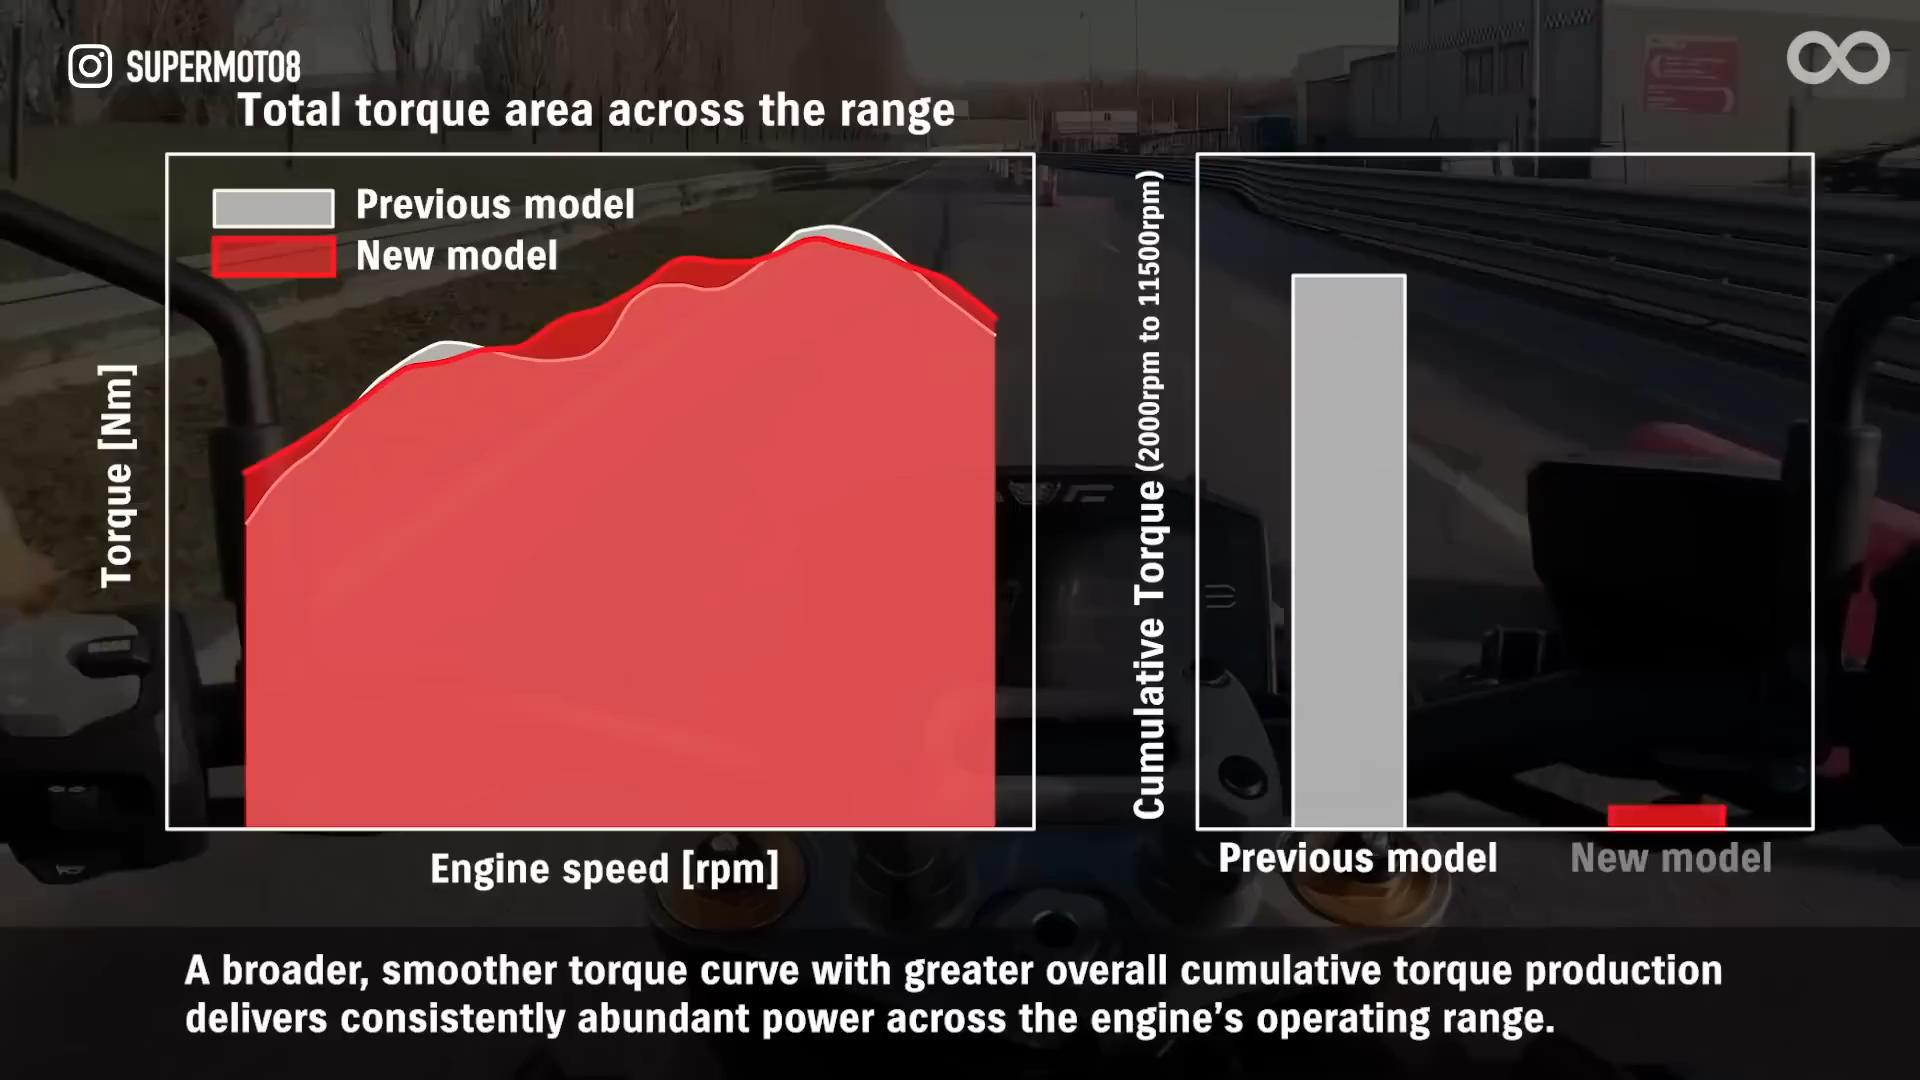 SUPERMOTO8
Total torque area across the range
Previous model
New model
Torque [Nm]
Engine speed [rpm]
Cumulative Torque (2000rpm to 11500rpm)
Previous model
New model
A broader, smoother torque curve with greater overall cumulative torque production
delivers consistently abundant power across the engine's operating range.